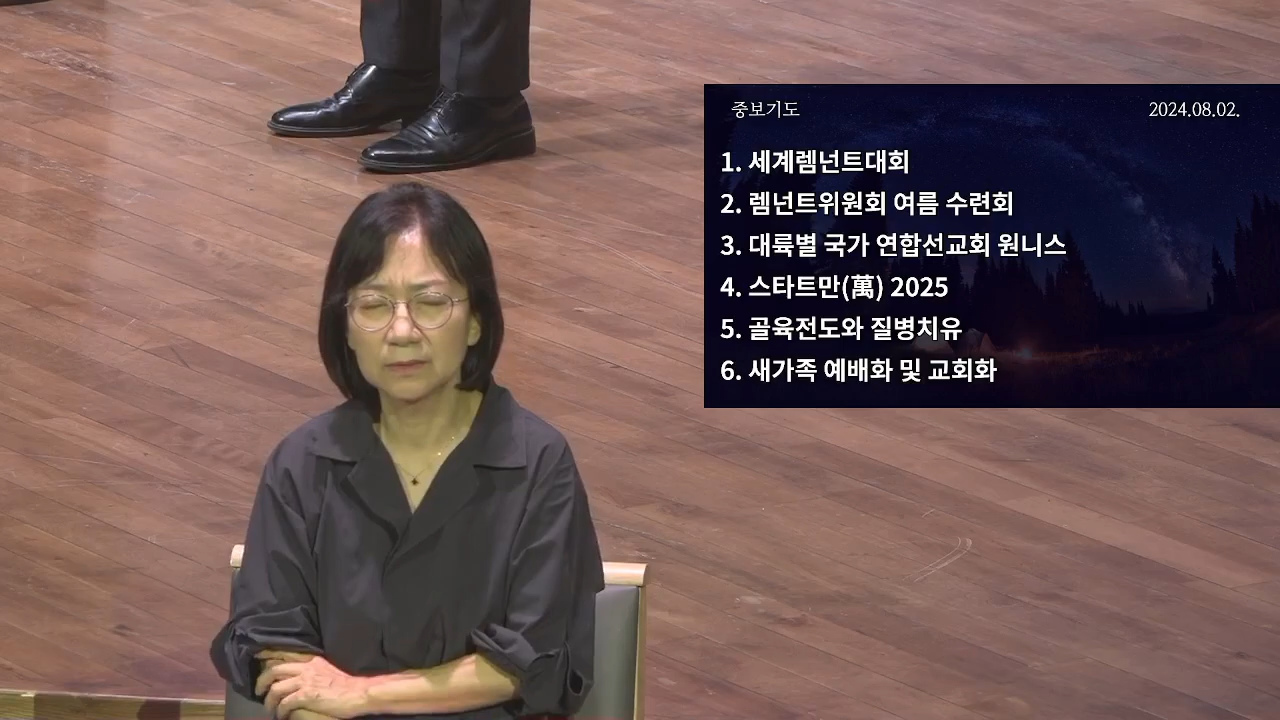 중보기도
2024.08.02.
1. 세계렘넌트대회
2. 렘넌트위원회 여름 수련회
3. 대륙별 국가 연합선교회 원니스
4. 스타트만(萬) 2025
5. 골육전도와 질병치유
6. 새가족 예배화 및 교회화